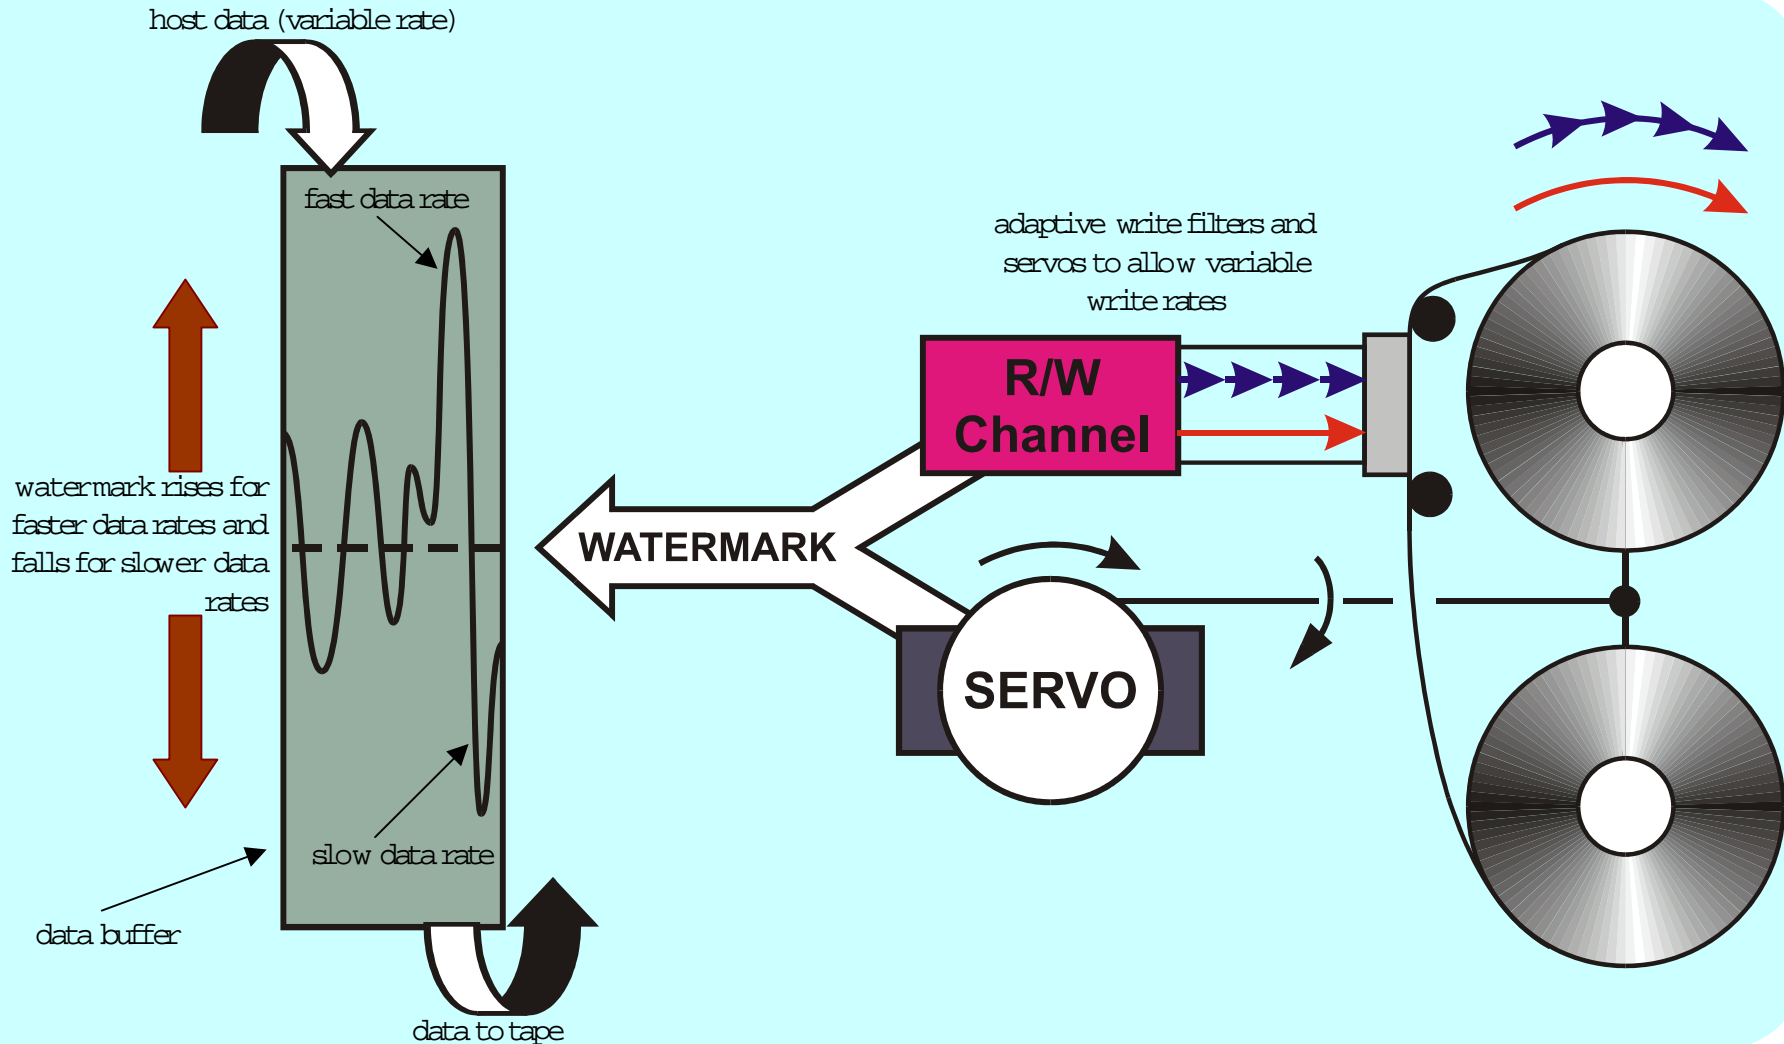 host data (variable rate)
fast data rate
adaptive write filters and
servos to allow variable
write rates
R/W
Channel
watermark rises for
faster data rates and
falls for slower data
rates
WATERMARK
SERVO
slow data rate
data buffer
data to tape